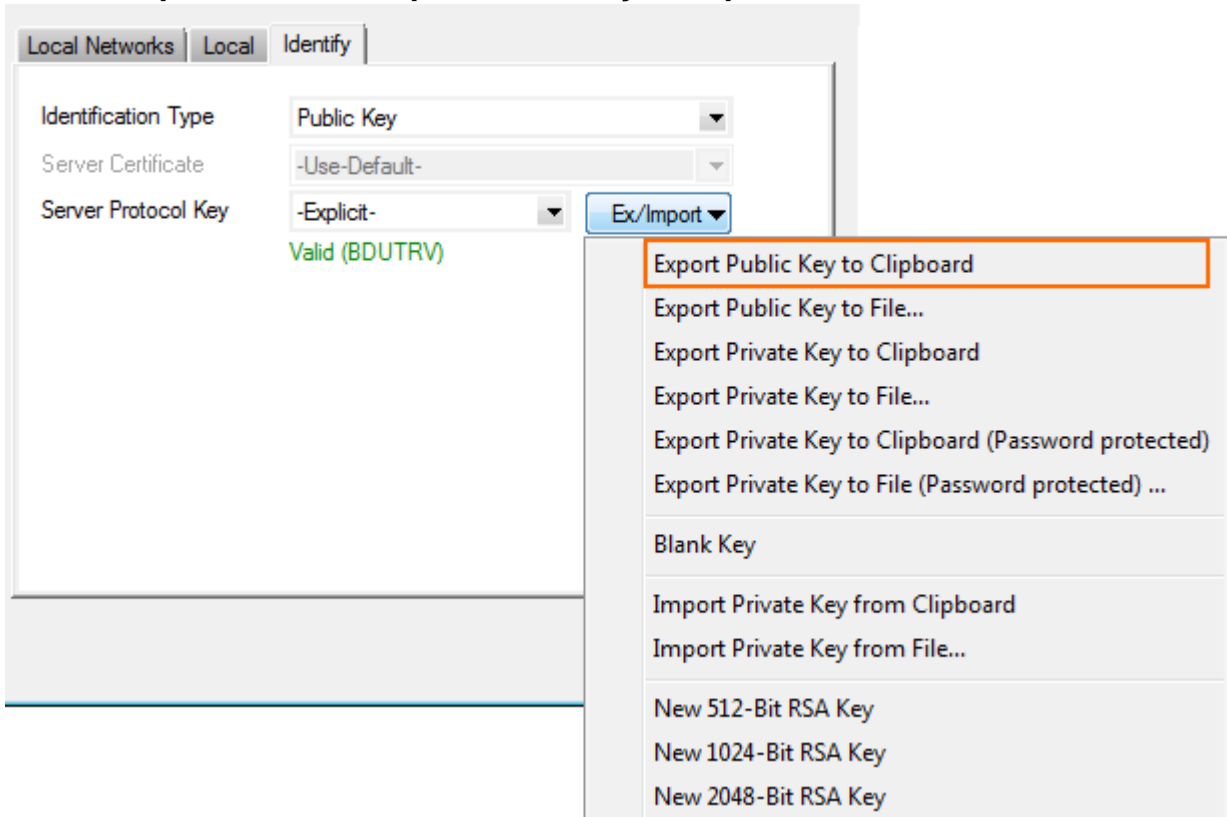 Local Networks Local Identify
Identification Type Public Key
Server Certificate -Use-Default-
Server Protocol Key -Explicit- Ex/Import
Valid (BDUTRV)
Export Public Key to Clipboard
Export Public Key to File...
Export Private Key to Clipboard
Export Private Key to File...
Export Private Key to Clipboard (Password protected)
Export Private Key to File (Password protected) ...
Blank Key
Import Private Key from Clipboard
Import Private Key from File...
New 512-Bit RSA Key
New 1024-Bit RSA Key
New 2048-Bit RSA Key